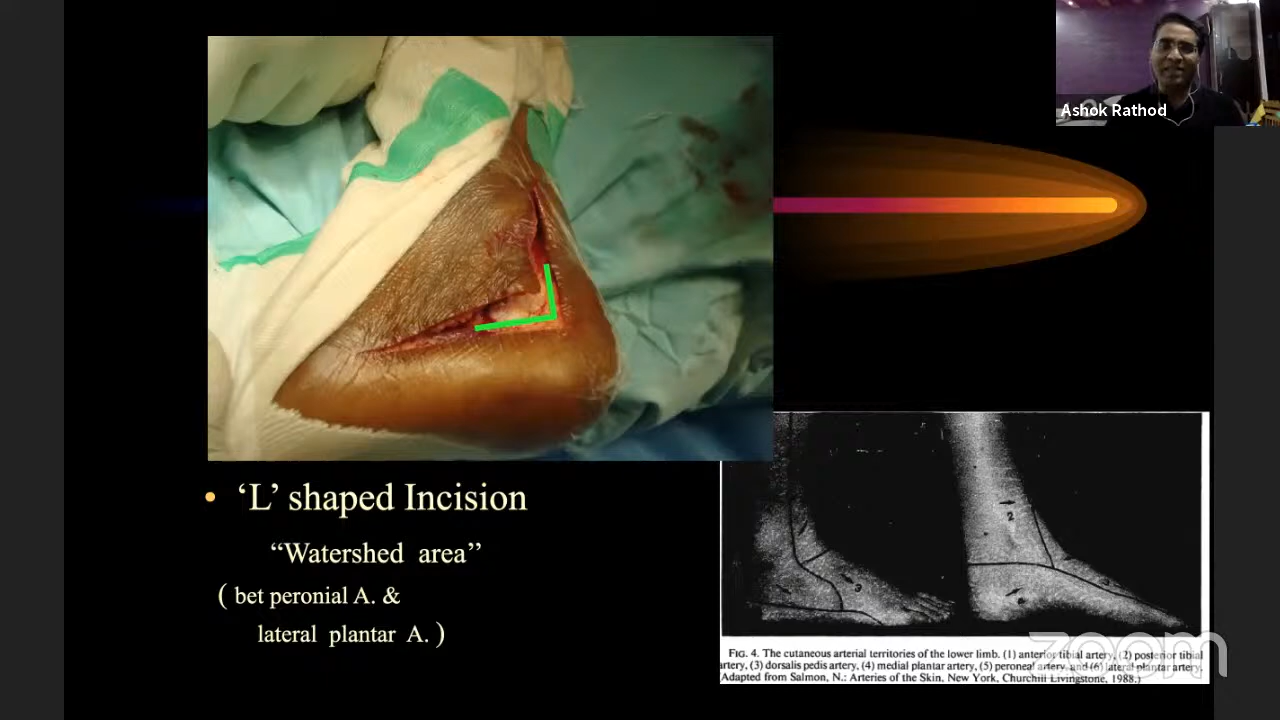 Ashok Rathod
• ‘L’ shaped Incision
“Watershed area”
( bet peronial A. &
lateral plantar A. )
2
3
FIG. 4. The cutaneous arterial territories of the lower limb. (1) anterior tibial artery, (2) posterior tibial
artery, (3) dorsalis pedis artery, (4) medial plantar artery, (5) peroneal artery, and (6) lateral plantar artery.
Adapted from Salmon, N.: Arteries of the Skin, New York, Churchill Livingstone, 1988.)
zoom